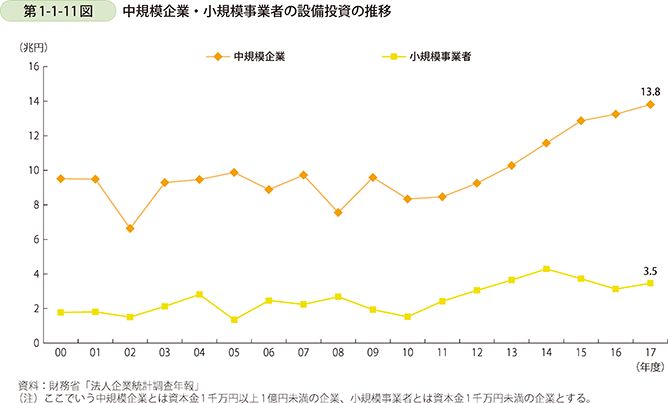 第1-1-11図 中規模企業・小規模事業者の設備投資の推移
(兆円)
中規模企業 小規模事業者
16
14
12
10
8
6
4
2
0
13.8
3.5
00 01 02 03 04 05 06 07 08 09 10 11 12 13 14 15 16 17
(年度)
資料：財務省「法人企業統計調査年報」
（注）ここでいう中規模企業とは資本金1千万円以上1億円未満の企業、小規模事業者とは資本金1千万円未満の企業とする。